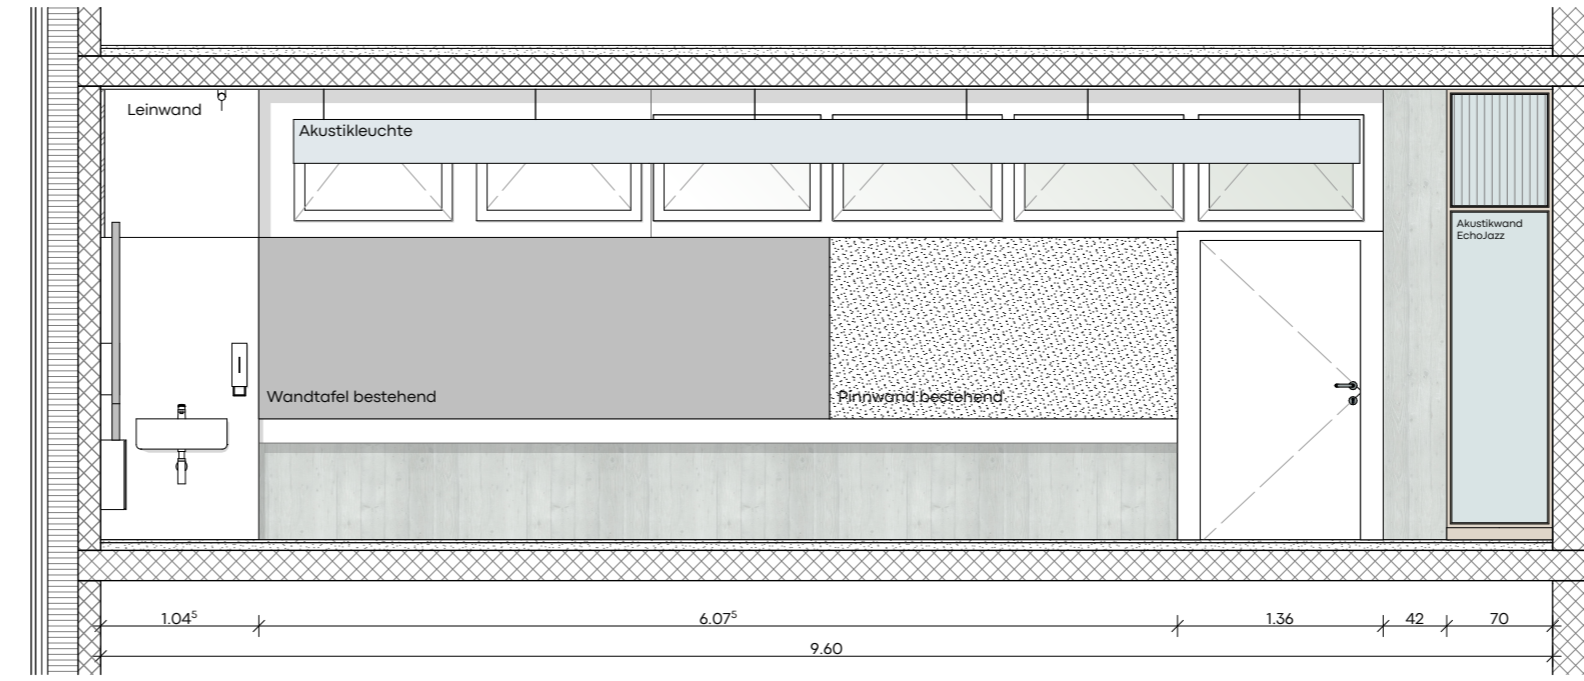 Leinwand
Akustikleuchte
Akustikwand
EchoJazz
Wandtafel bestehend
Pinnwand bestehend
1.04⁵
6.07⁵
1.36
42
70
9.60